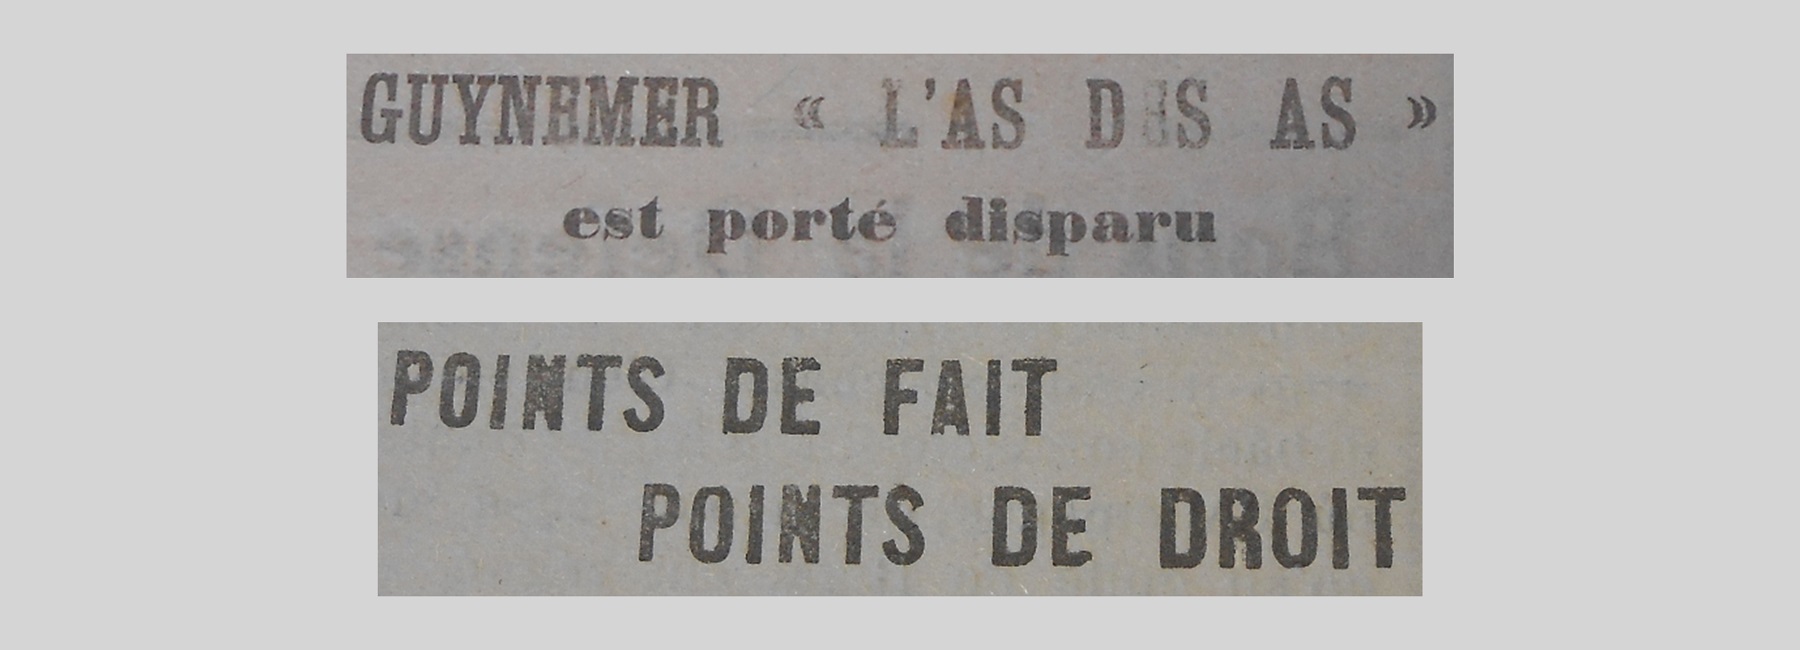 GUYNEMER « L'AS DES AS »
est porté disparu
POINTS DE FAIT
POINTS DE DROIT